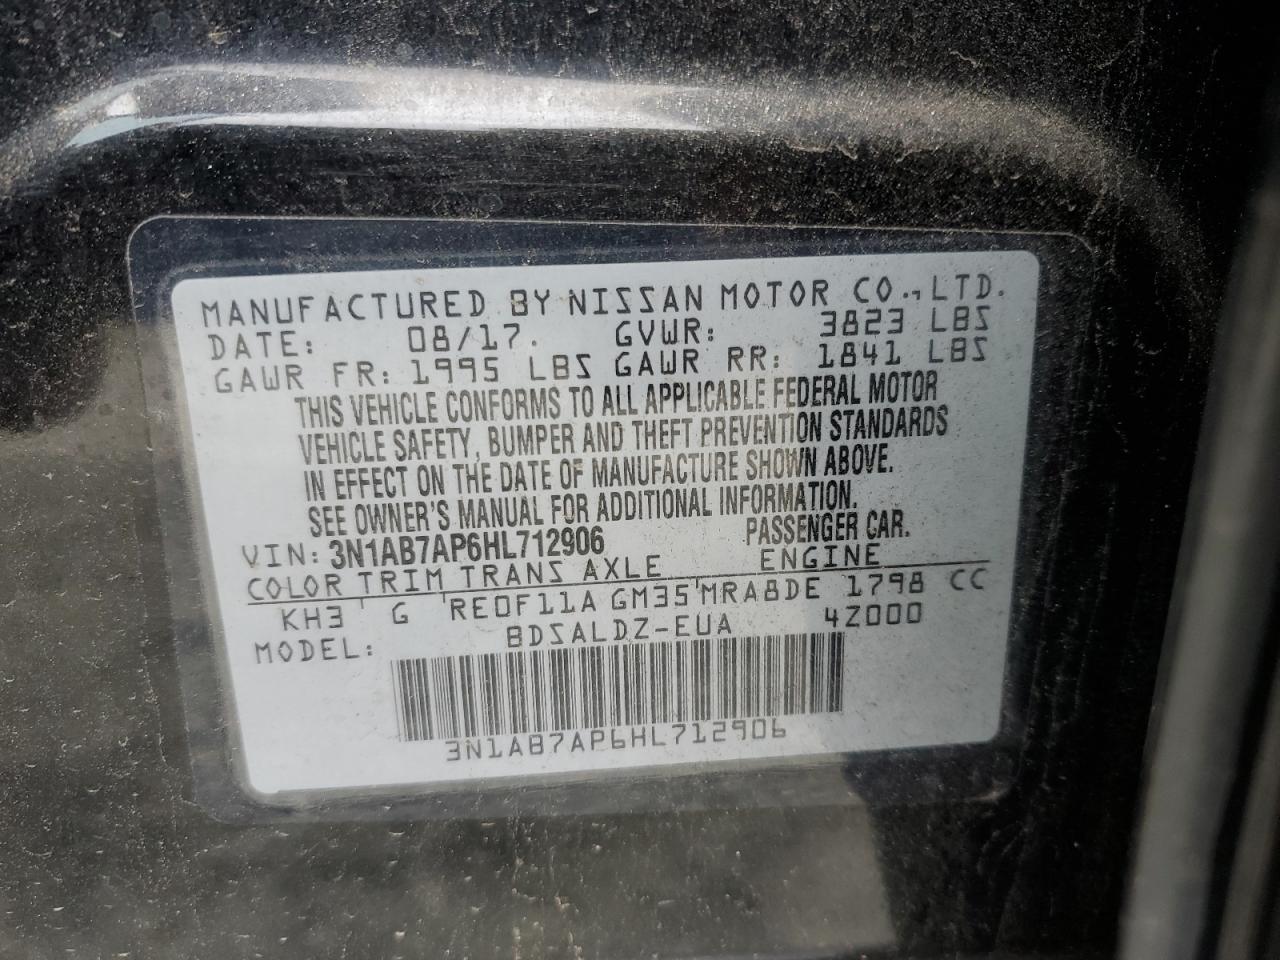 MANUFACTURED BY NISSAN MOTOR CO., LTD.
DATE: 08/17. GVWR: 3823 LBS
GAWR FR: 1995 LBS GAWR RR: 1841 LBS
THIS VEHICLE CONFORMS TO ALL APPLICABLE FEDERAL MOTOR
VEHICLE SAFETY, BUMPER AND THEFT PREVENTION STANDARDS
IN EFFECT ON THE DATE OF MANUFACTURE SHOWN ABOVE.
SEE OWNER'S MANUAL FOR ADDITIONAL INFORMATION.
VIN: 3N1AB7AP6HL712906 PASSENGER CAR.
COLOR TRIM TRANS AXLE ENGINE
KH3 G RE0F11A GM35 MRA8DE 1798 CC
MODEL: BDSALDZ-EUA 4Z000
3N1AB7AP6HL712906